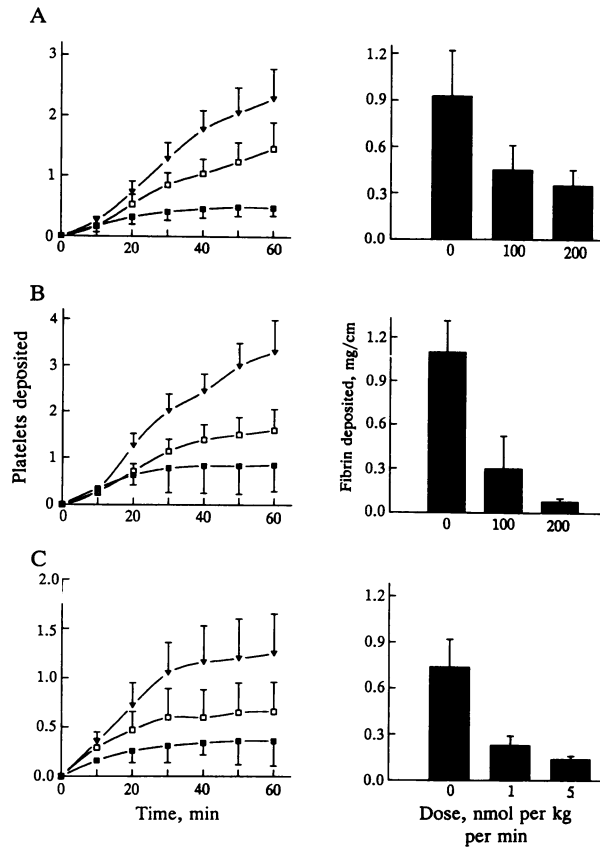 A
3
2
1
0
0 20 40 60
1.2
0.9
0.6
0.3
0.0
0 100 200
B
Platelets deposited
4
3
2
1
0
0 20 40 60
Fibrin deposited, mg/cm
1.2
0.9
0.3
0.0
0 100 200
C
2.0
1.5
1.0
0.5
0.0
0 20 40 60
Time, min
1.2
0.9
0.6
0.3
0.0
0 1 5
Dose, nmol per kg
per min